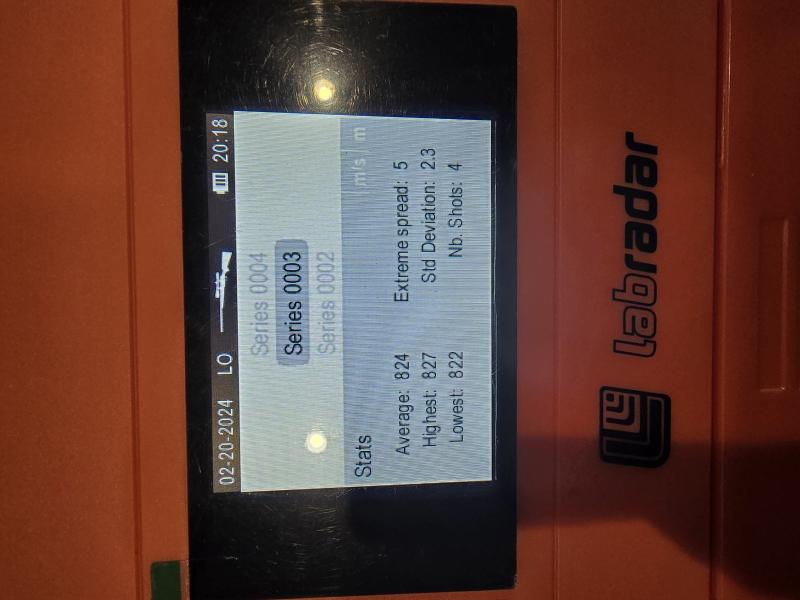 02-20-2024 LO 20:18
Series 0004
Series 0003
Series 0002
Stats m/s m
Average: 824 Extreme spread: 5
Highest: 827 Std Deviation: 2.3
Lowest: 822 Nb. Shots: 4
labradar